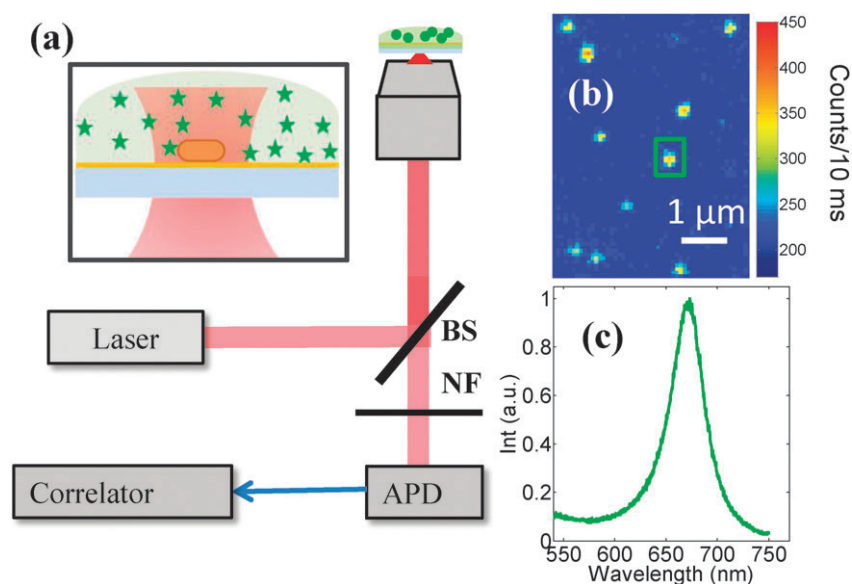 (a)
Laser
BS
NF
Correlator
APD
(b)
1 μm
450
400
350
300
250
200
Counts/10 ms
(c)
1
0.8
0.6
0.4
0.2
0
Int (a.u.)
550 600 650 700 750
Wavelength (nm)